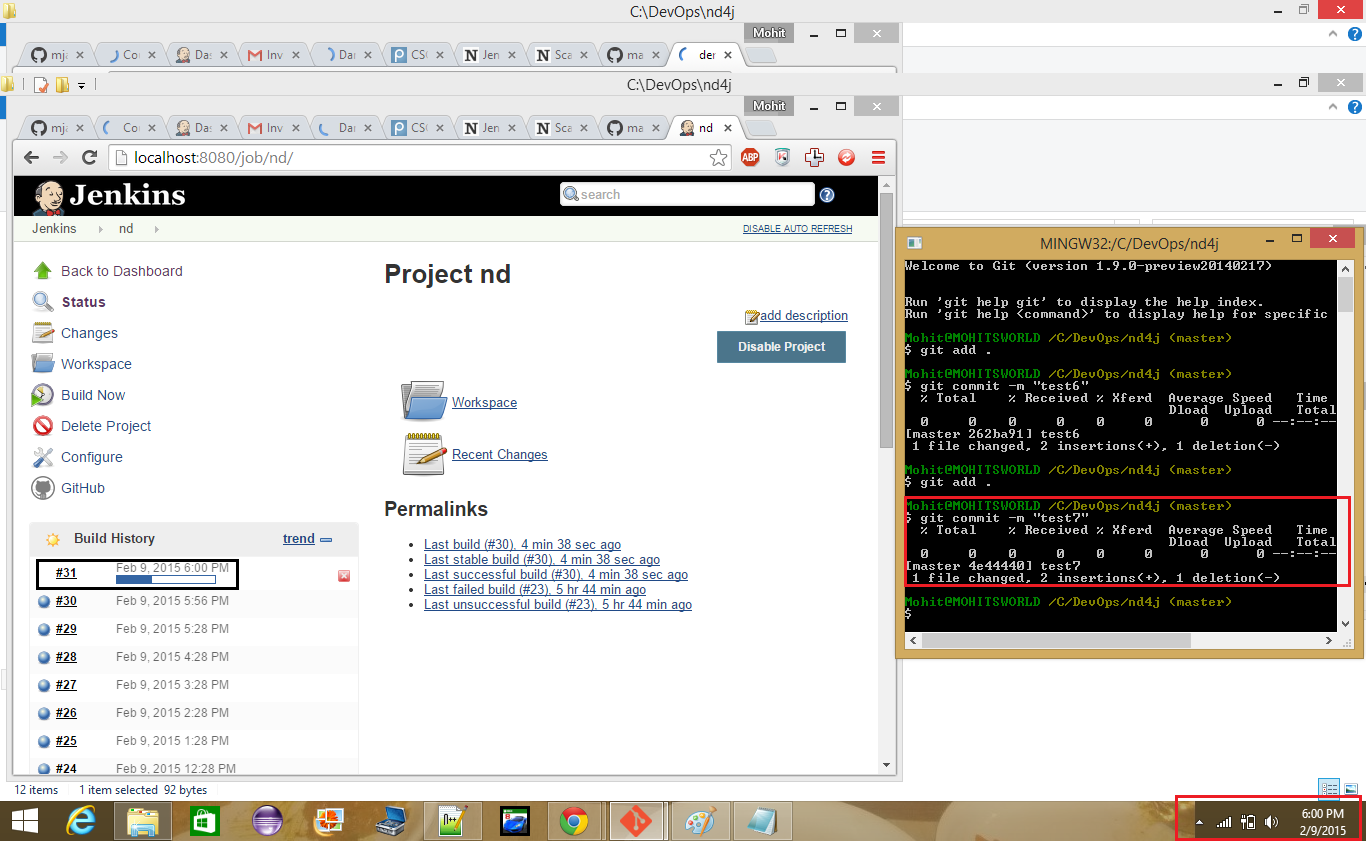 C:\DevOps\nd4j
Mohit
mja
Co
Das
Inv
Da
CS
Jen
Sca
ma
der
C:\DevOps\nd4j
Mohit
mja
Co
Das
Inv
Da
CS
Jen
Sca
ma
nd
localhost:8080/job/nd/
ABP
Jenkins
search
Jenkins
nd
DISABLE AUTO REFRESH
Back to Dashboard
Status
Changes
Workspace
Build Now
Delete Project
Configure
GitHub
Project nd
add description
Disable Project
Workspace
Recent Changes
Permalinks
Last build (#30), 4 min 38 sec ago
Last stable build (#30), 4 min 38 sec ago
Last successful build (#30), 4 min 38 sec ago
Last failed build (#23), 5 hr 44 min ago
Last unsuccessful build (#23), 5 hr 44 min ago
Build History
trend
#31 Feb 9, 2015 6:00 PM
#30 Feb 9, 2015 5:56 PM
#29 Feb 9, 2015 5:28 PM
#28 Feb 9, 2015 4:28 PM
#27 Feb 9, 2015 3:28 PM
#26 Feb 9, 2015 2:28 PM
#25 Feb 9, 2015 1:28 PM
#24 Feb 9, 2015 12:28 PM
MINGW32:/C/DevOps/nd4j
Welcome to Git (version 1.9.0-preview20140217)
Run 'git help git' to display the help index.
Run 'git help <command>' to display help for specific
Mohit@MOHITSWORLD /C/DevOps/nd4j (master)
$ git add .
Mohit@MOHITSWORLD /C/DevOps/nd4j (master)
$ git commit -m "test6"
% Total % Received % Xferd Average Speed Time
Dload Upload Total
0 0 0 0 0 0 0 0 --:--:--
[master 262ba91] test6
1 file changed, 2 insertions(+), 1 deletion(-)
Mohit@MOHITSWORLD /C/DevOps/nd4j (master)
$ git add .
Mohit@MOHITSWORLD /C/DevOps/nd4j (master)
$ git commit -m "test7"
% Total % Received % Xferd Average Speed Time
Dload Upload Total
0 0 0 0 0 0 0 0 --:--:--
[master 4e44440] test7
1 file changed, 2 insertions(+), 1 deletion(-)
Mohit@MOHITSWORLD /C/DevOps/nd4j (master)
$
12 items 1 item selected 92 bytes
6:00 PM
2/9/2015